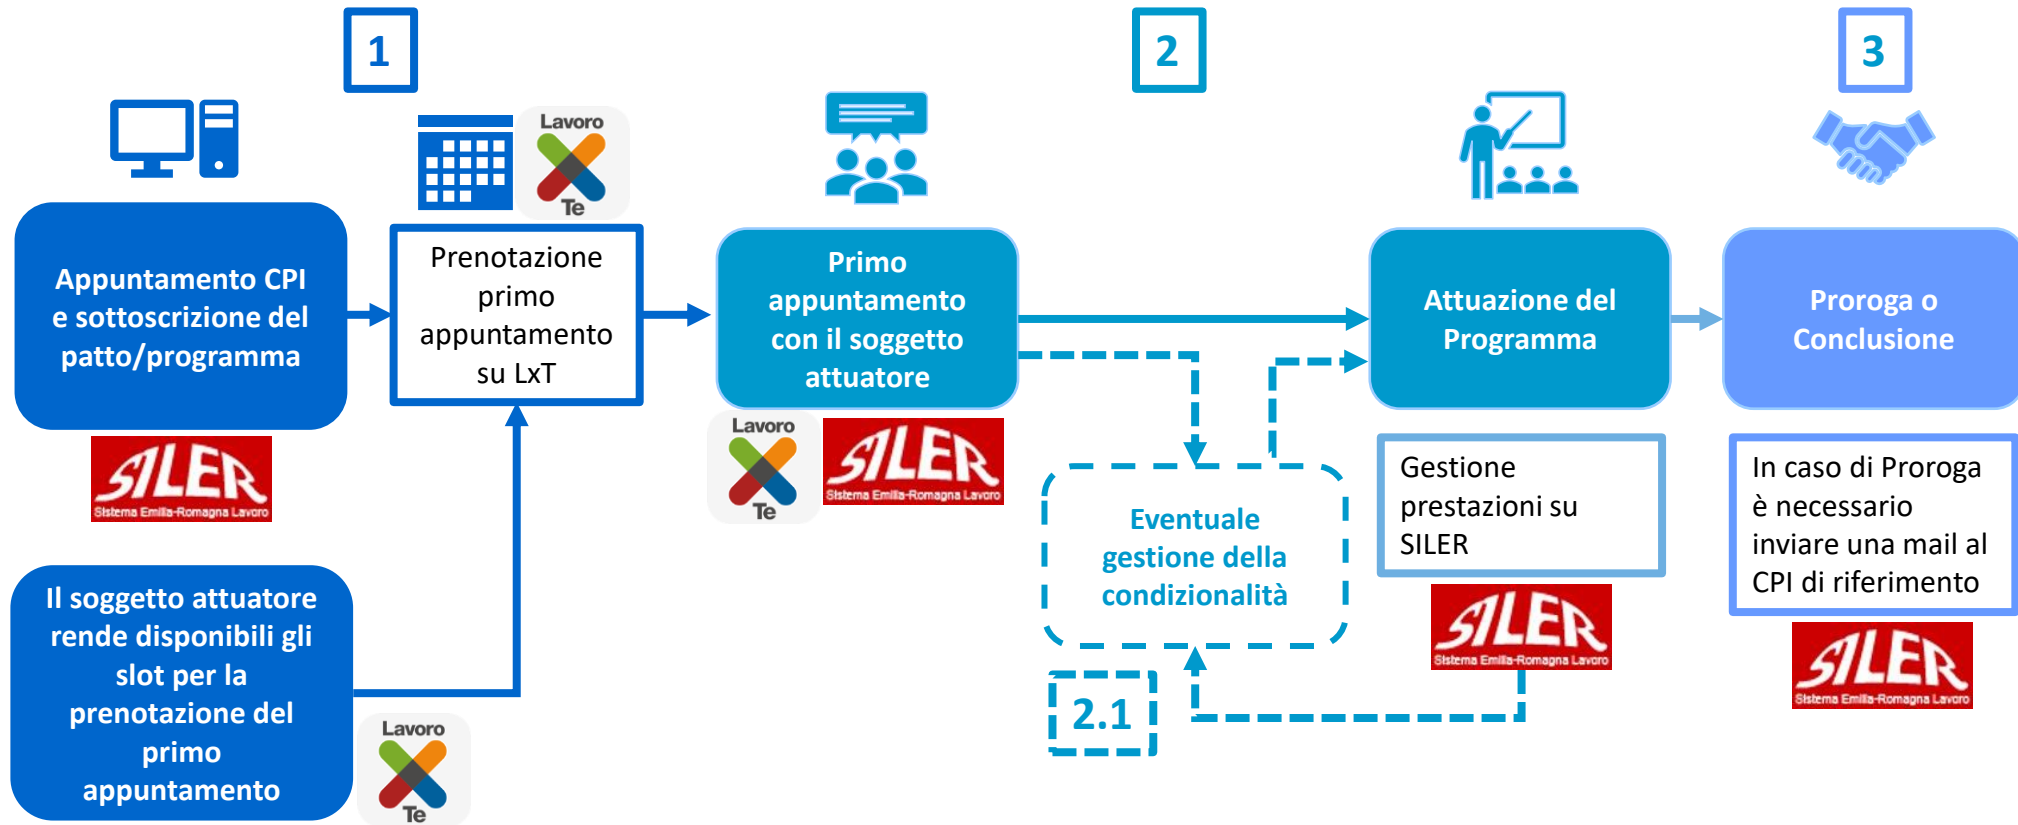 1
2
3
Lavoro
Te
Appuntamento CPI
e sottoscrizione del
patto/programma
SILER
Sistema Emilia-Romagna Lavoro
Prenotazione
primo
appuntamento
su LxT
Primo
appuntamento
con il soggetto
attuatore
Lavoro
Te
SILER
Sistema Emilia-Romagna Lavoro
Attuazione del
Programma
Proroga o
Conclusione
Il soggetto attuatore
rende disponibili gli
slot per la
prenotazione del
primo
appuntamento
Lavoro
Te
Eventuale
gestione della
condizionalità
2.1
Gestione
prestazioni su
SILER
SILER
Sistema Emilia-Romagna Lavoro
In caso di Proroga
è necessario
inviare una mail al
CPI di riferimento
SILER
Sistema Emilia-Romagna Lavoro